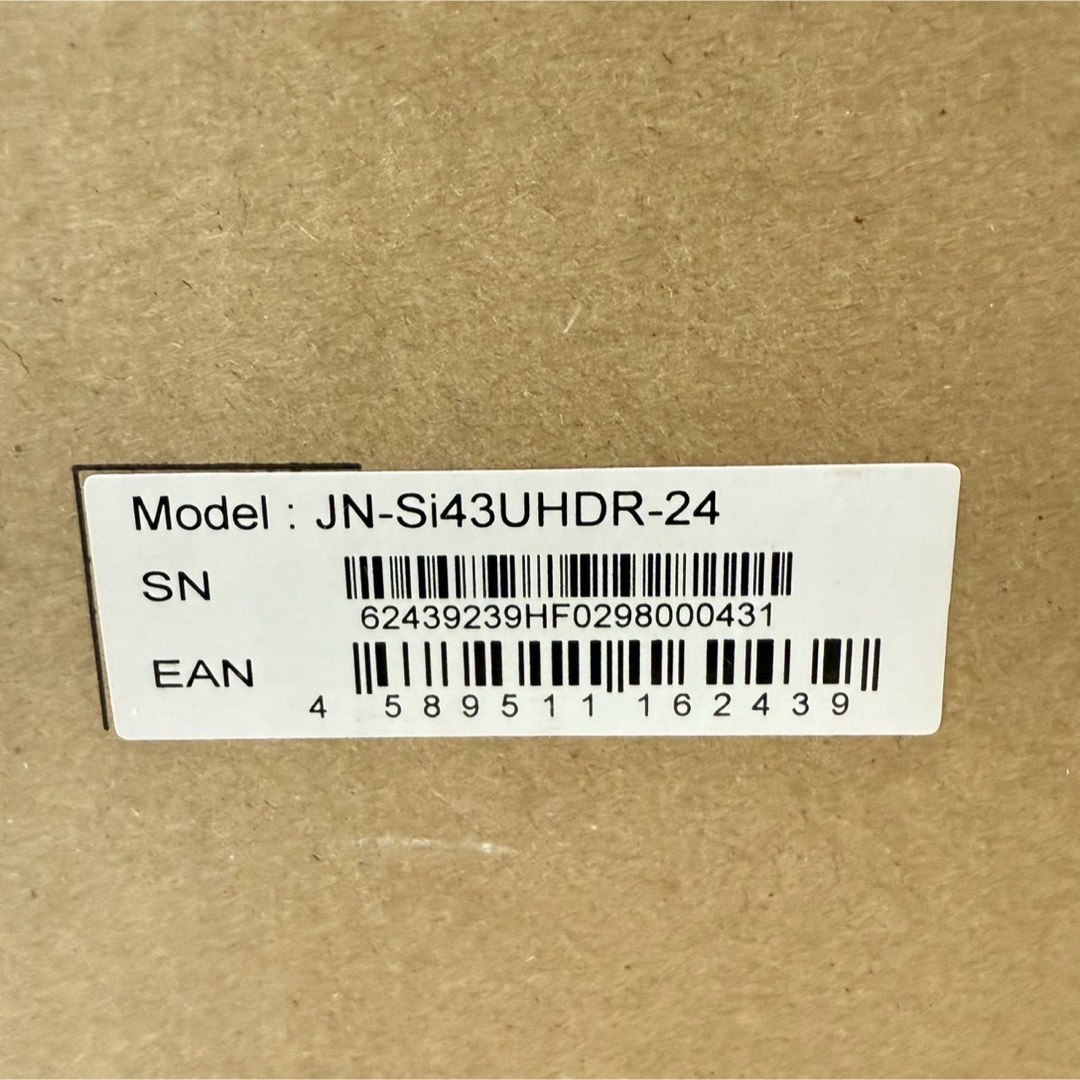 Model : JN-Si43UHDR-24
SN
62439239HF0298000431
EAN
4 589511 162439